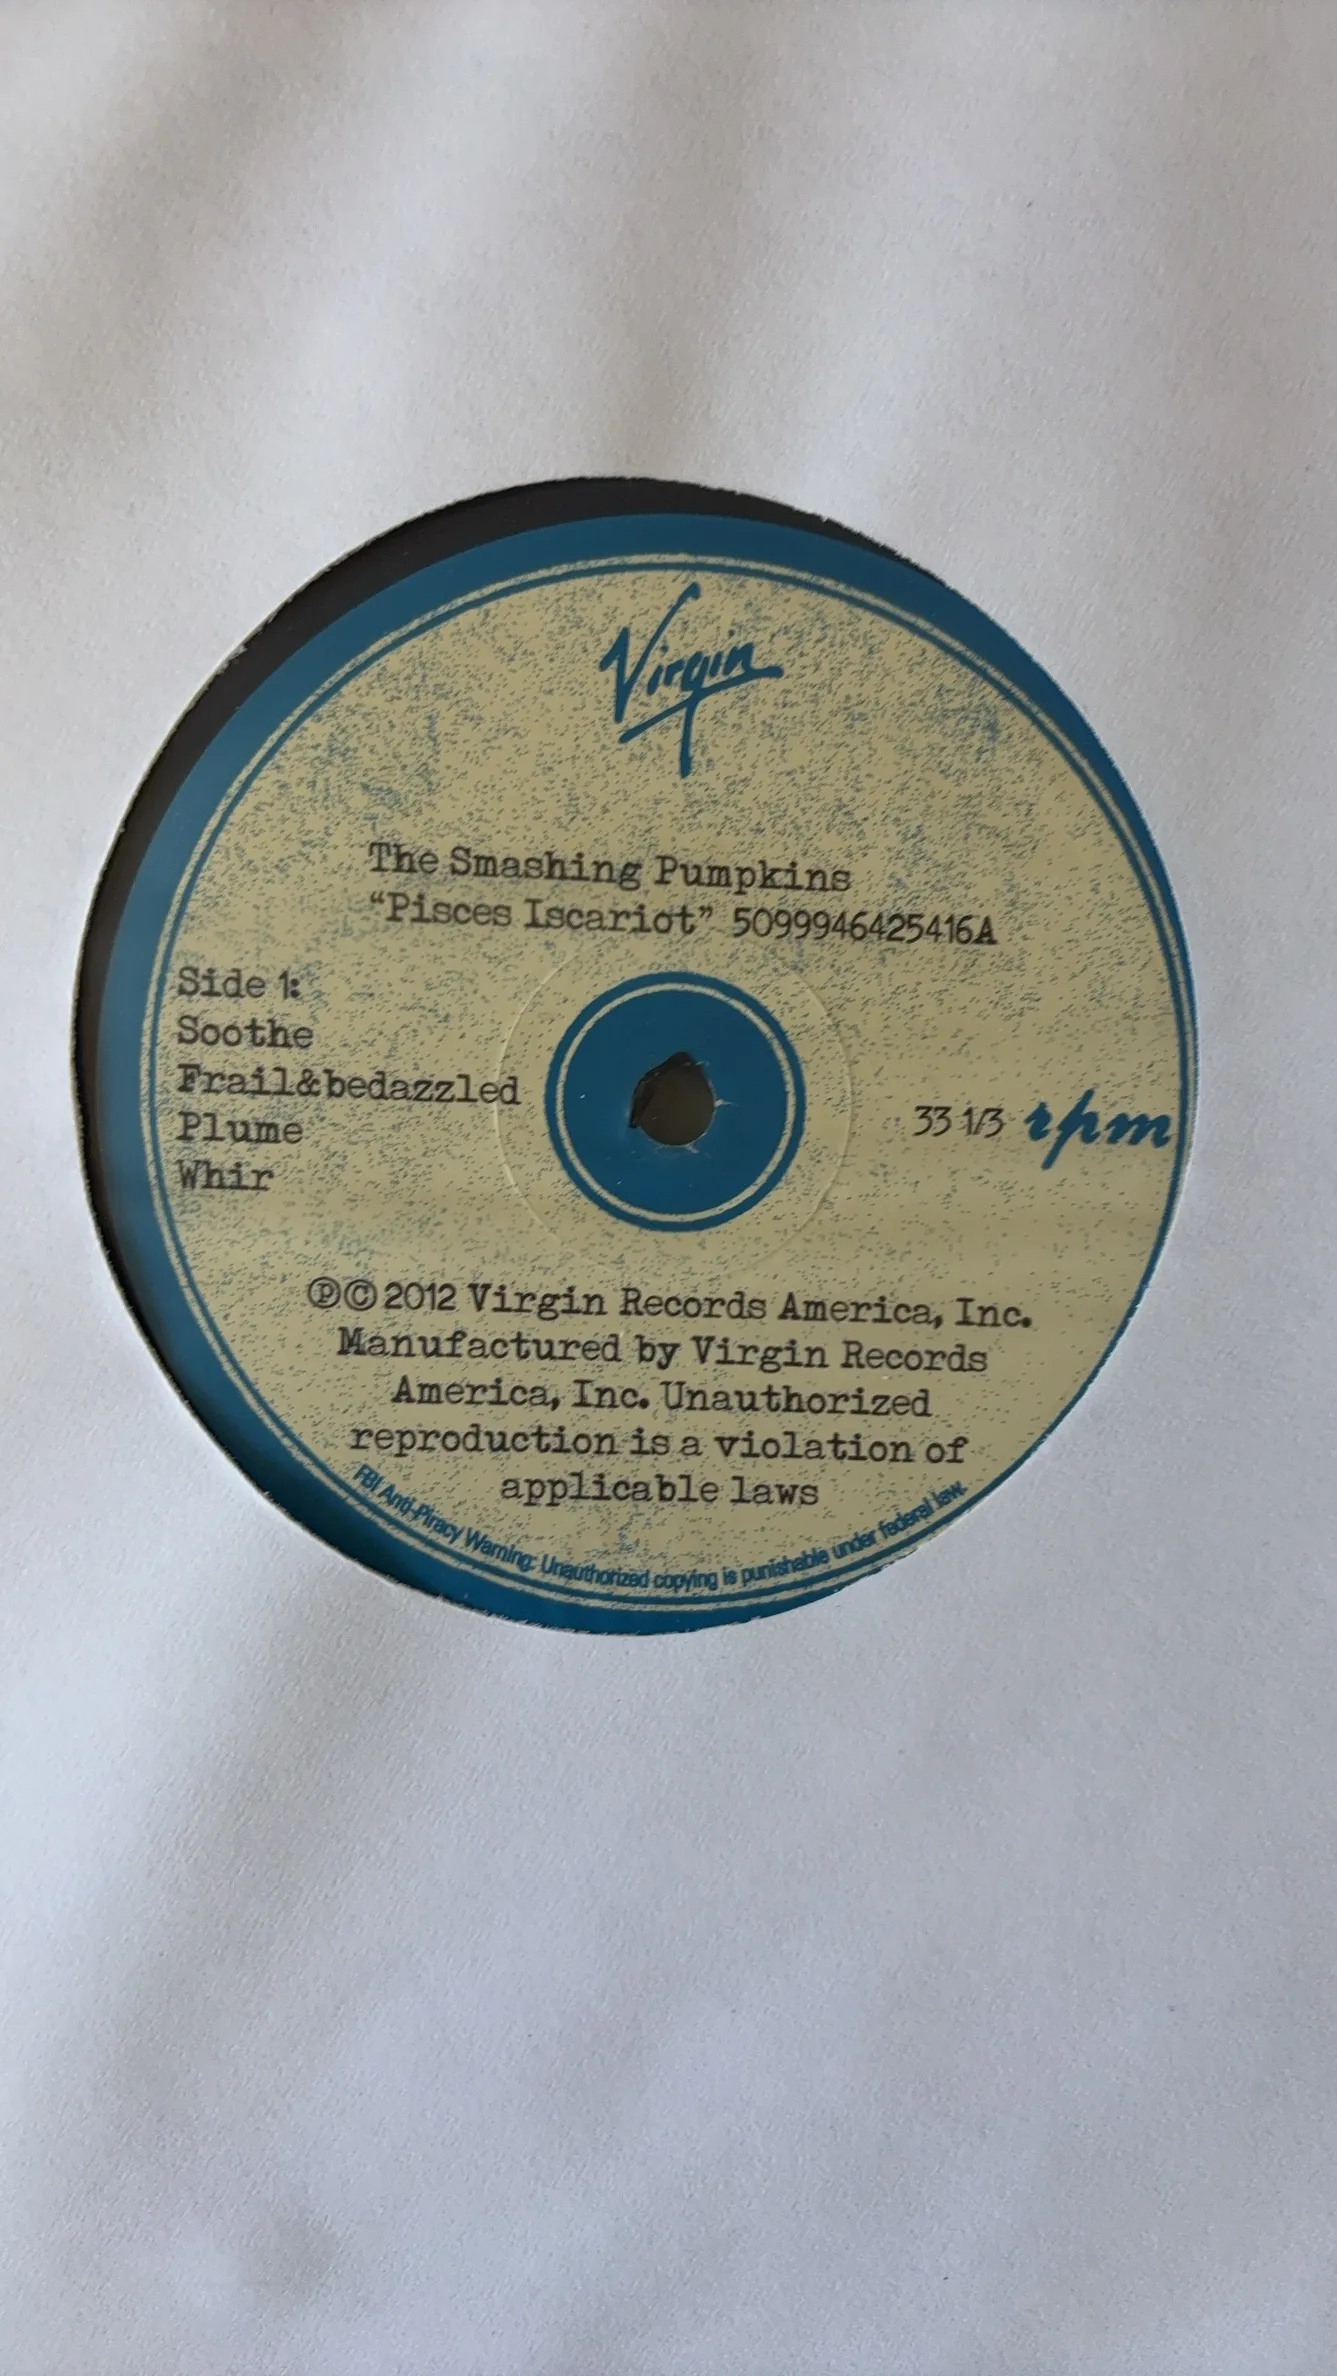 Virgin
The Smashing Pumpkins
“Pisces Iscariot” 5099946425416A
Side 1:
Soothe
Frail&bedazzled
Plume
Whir
33 1/3 rpm
℗© 2012 Virgin Records America, Inc.
Manufactured by Virgin Records
America, Inc. Unauthorized
reproduction is a violation of
applicable laws
FBI Anti-Piracy Warning: Unauthorized copying is punishable under federal law.